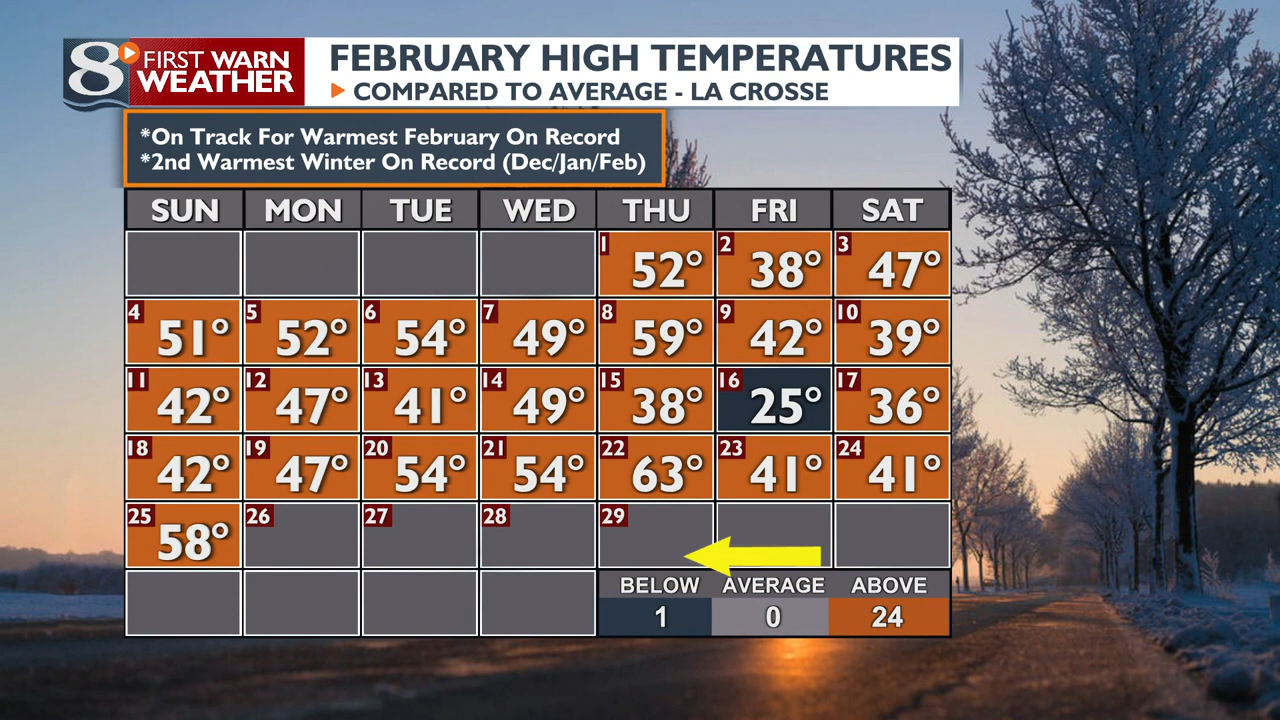 8 FIRST WARN
WEATHER
FEBRUARY HIGH TEMPERATURES
COMPARED TO AVERAGE - LA CROSSE
*On Track For Warmest February On Record
*2nd Warmest Winter On Record (Dec/Jan/Feb)
SUN MON TUE WED THU FRI SAT
1 52° 2 38° 3 47°
4 51° 5 52° 6 54° 7 49° 8 59° 9 42° 10 39°
11 42° 12 47° 13 41° 14 49° 15 38° 16 25° 17 36°
18 42° 19 47° 20 54° 21 54° 22 63° 23 41° 24 41°
25 58° 26 27 28 29
BELOW AVERAGE ABOVE
1 0 24